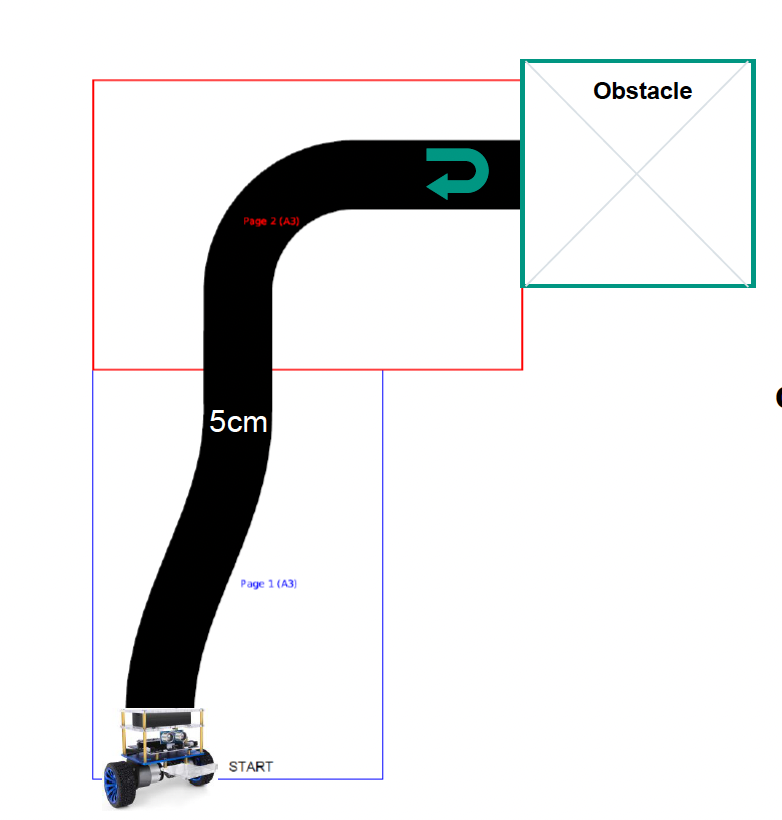 Obstacle
Page 2 (A3)
5cm
Page 1 (A3)
START